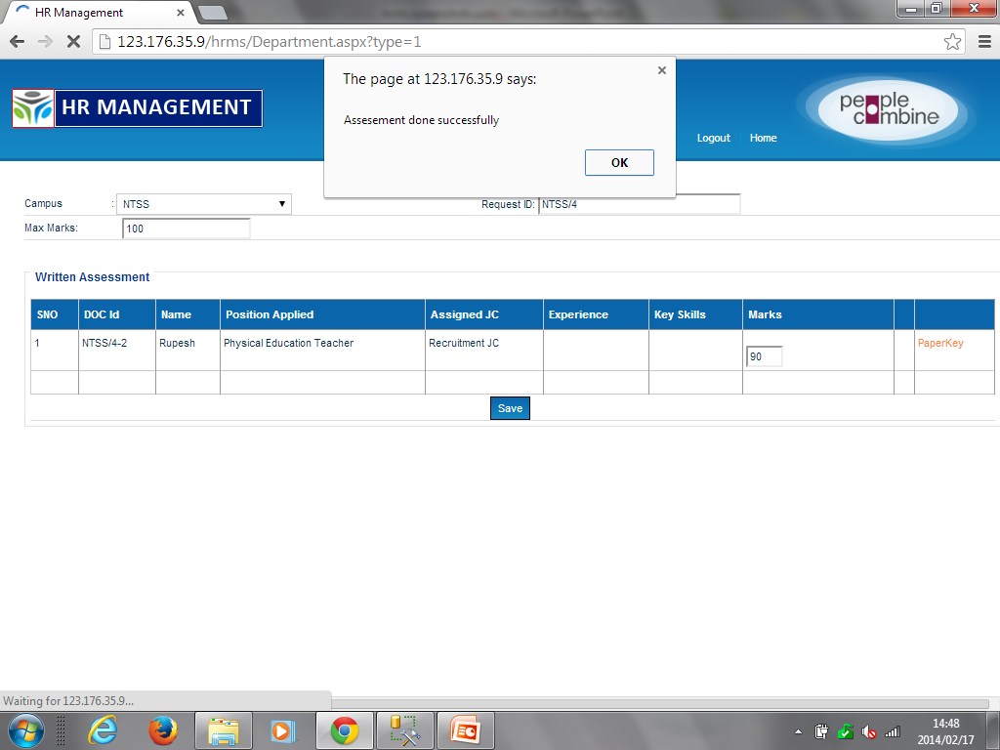 HR Management
123.176.35.9/hrms/Department.aspx?type=1
The page at 123.176.35.9 says:
Assesement done successfully
OK
HR MANAGEMENT
Logout Home
people combine
Campus : NTSS Request ID: NTSS/4
Max Marks: 100
Written Assessment
SNO DOC Id Name Position Applied Assigned JC Experience Key Skills Marks
1 NTSS/4-2 Rupesh Physical Education Teacher Recruitment JC 90 PaperKey
Save
Waiting for 123.176.35.9...
14:48
2014/02/17